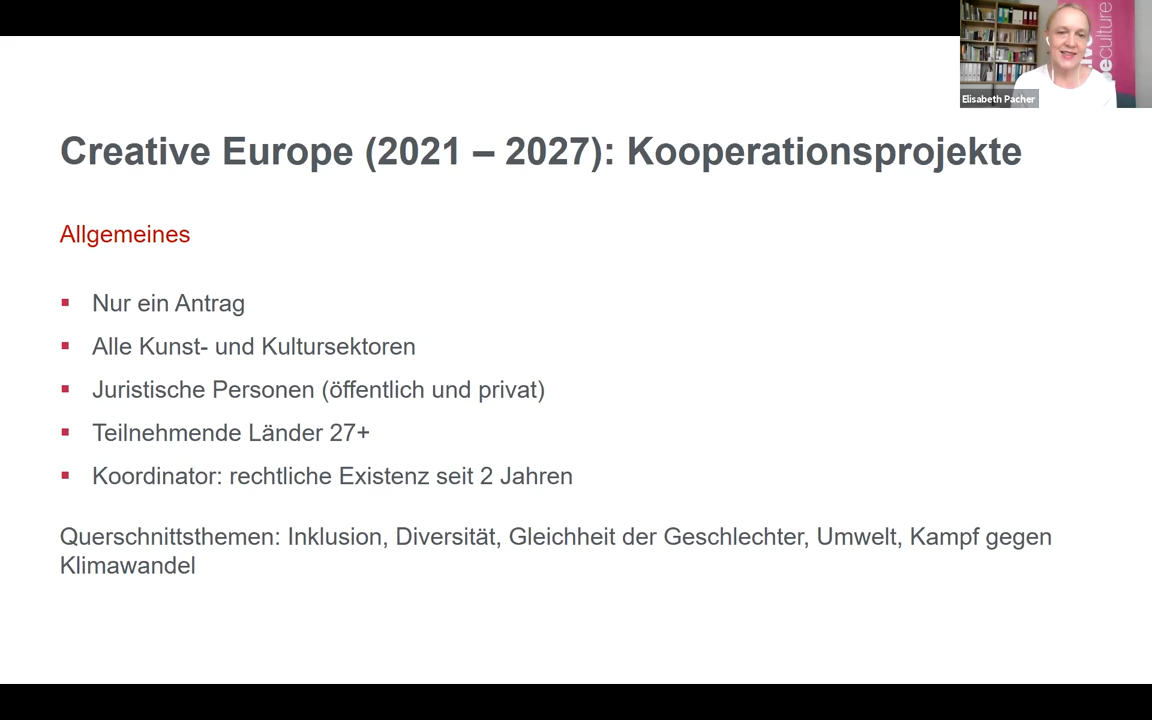 eculture
Elisabeth Pacher
Creative Europe (2021 – 2027): Kooperationsprojekte
Allgemeines
▪ Nur ein Antrag
▪ Alle Kunst- und Kultursektoren
▪ Juristische Personen (öffentlich und privat)
▪ Teilnehmende Länder 27+
▪ Koordinator: rechtliche Existenz seit 2 Jahren
Querschnittsthemen: Inklusion, Diversität, Gleichheit der Geschlechter, Umwelt, Kampf gegen
Klimawandel